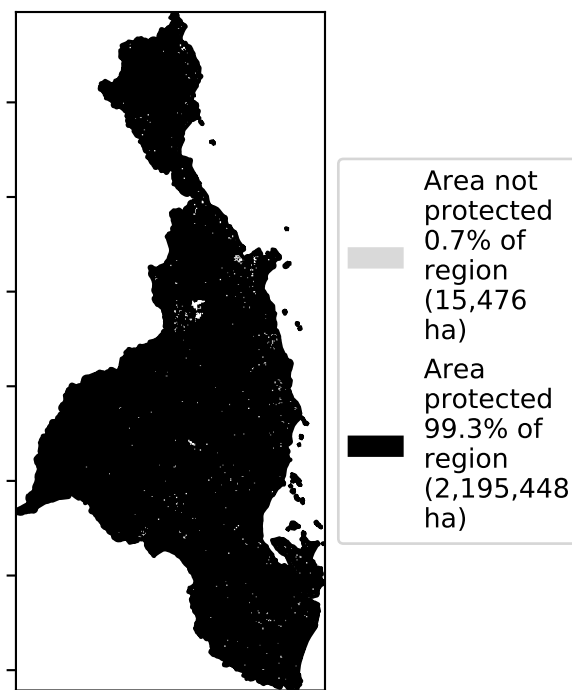 Area not
protected
0.7% of
region
(15,476
ha)
Area
protected
99.3% of
region
(2,195,448
ha)